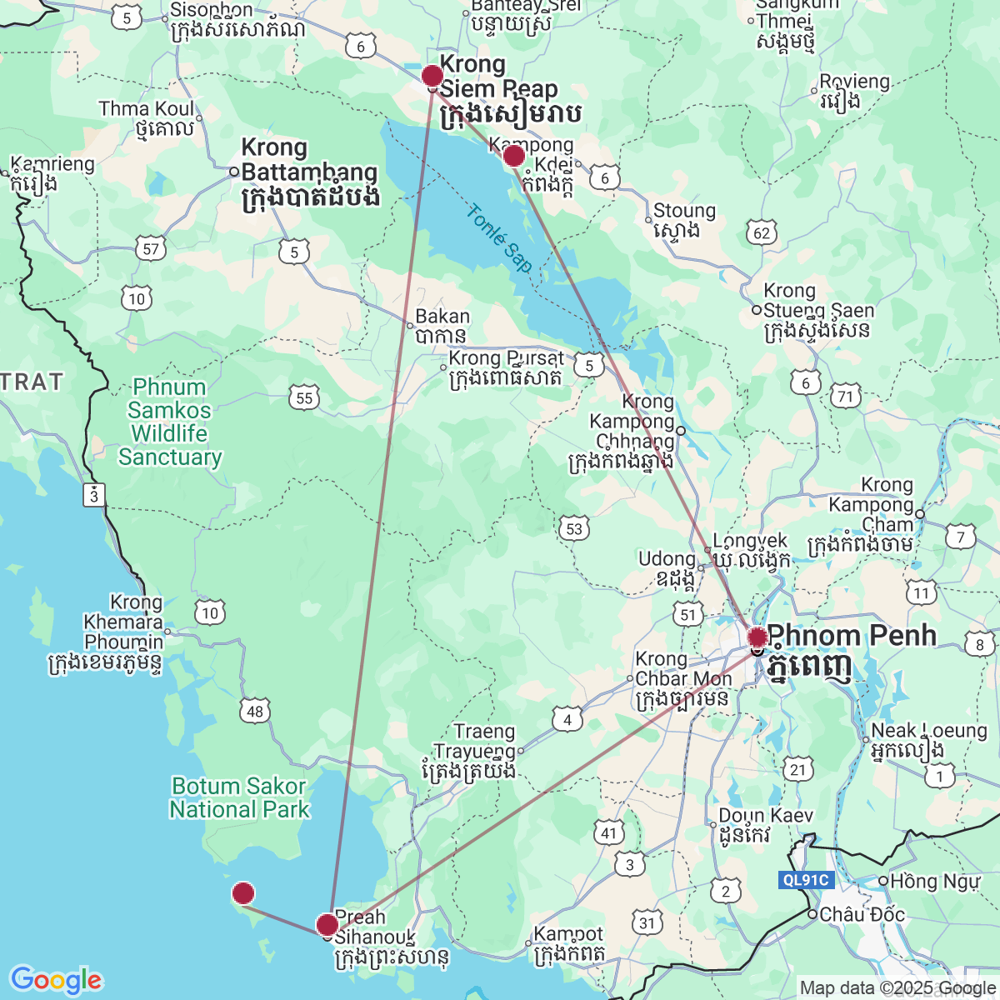 Sisophon
ក្រុងសិរីសោភ័ណ
5
6
Banteay Srei
បន្ទាយស្រី
Sangkum
Thmei
សង្គមថ្មី
Krong
Siem Reap
ក្រុងសៀមរាប
Rovieng
រវៀង
Thma Koul
ថ្មគោល
Kamrieng
កំរៀង
Krong
Battambang
ក្រុងបាត់ដំបង
Kampong
Kdei
កំពង់ក្ដី
6
Stoung
ស្ទោង
Tonlé Sap
57
5
62
10
Krong
Stueng Saen
ក្រុងស្ទឹងសែន
Bakan
បាកាន
Krong Pursat
ក្រុងពោធិ៍សាត់
5
TRAT
Phnum
Samkos
Wildlife
Sanctuary
55
6
71
Krong
Kampong
Chhnang
ក្រុងកំពង់ឆ្នាំង
3
Krong
Kampong
Cham
ក្រុងកំពង់ចាម
53
7
Longvek
ឃុំ លង្វែក
Udong
ឧដុង្គ
11
51
10
Krong
Khemara
Phoumin
ក្រុងខេមរភូមិន្ទ
Phnom Penh
ភ្នំពេញ
8
Krong
Chbar Mon
ក្រុងច្បារមន
48
4
Traeng
Trayueng
ត្រែងត្រយឹង
Neak Loeung
អ្នកលឿង
21
1
Botum Sakor
National Park
Doun Kaev
ដូនកែវ
41
3
QL91C
Hồng Ngự
2
Châu Đốc
31
Preah
Sihanouk
ក្រុងព្រះសីហនុ
Kampot
ក្រុងកំពត
Google
Map data ©2025 Google